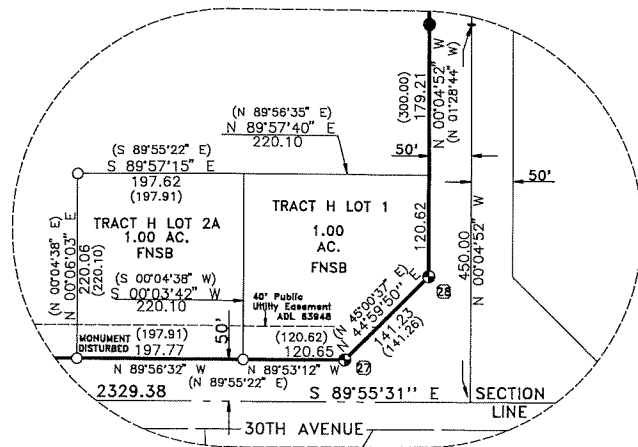 (300.00)
179.21
N 00°04'52" W
(N 01°28'44" W)
(N 89°56'35" E)
N 89°57'40" E
220.10
(S 89°55'22" E)
S 89°57'15" E
197.62
(197.91)
50'
50'
TRACT H LOT 1
1.00
AC.
FNSB
TRACT H LOT 2A
1.00 AC.
FNSB
(N 00°04'38" E)
N 00°06'03" E
220.06
(220.10)
(S 00°04'38" W)
S 00°03'42" W
220.10
120.62
450.00
N 00°04'52" W
40' Public
Utility Easement
ADL 63948
50'
(N 45°00'37" E)
N 44°59'50" E
141.23
(141.26)
28
MONUMENT
DISTURBED
(197.91)
197.77
(120.62)
120.65
27
N 89°56'32" W
N 89°53'12" W
(N 89°55'22" E)
2329.38
S 89°55'31" E
SECTION
LINE
30TH AVENUE